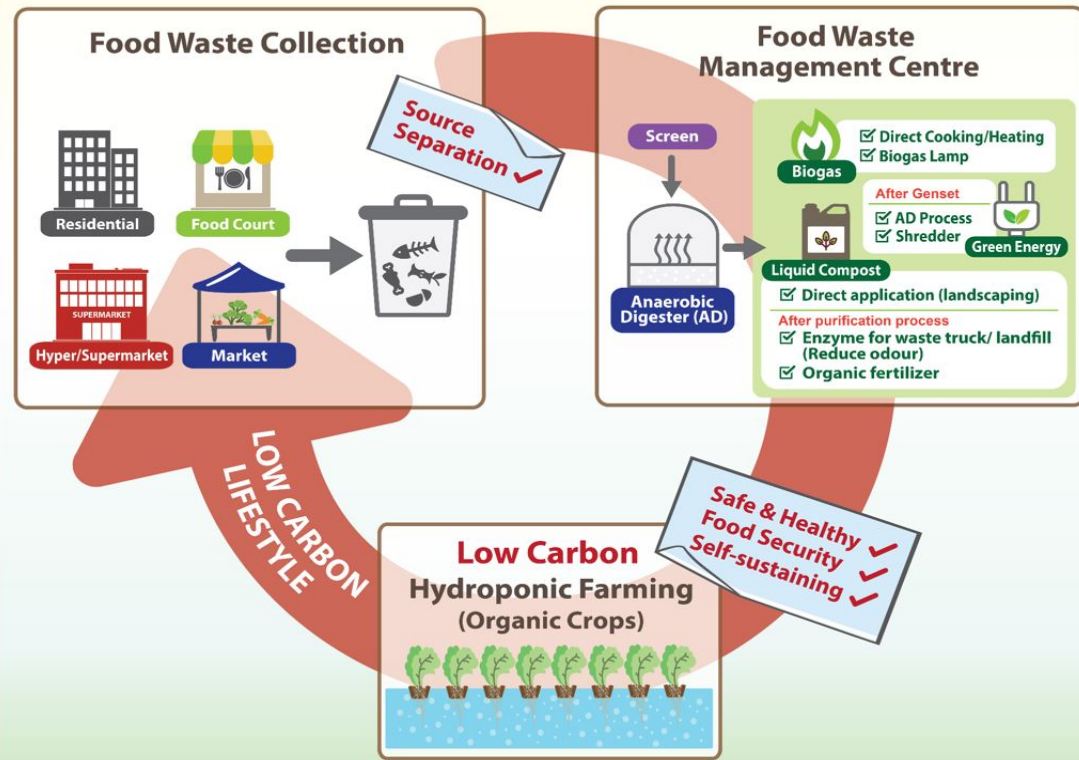 Food Waste Collection
Residential
Food Court
SUPERMARKET
Hyper/Supermarket
Market
Source
Separation ✓
Food Waste
Management Centre
Screen
Anaerobic
Digester (AD)
Biogas
☑ Direct Cooking/Heating
☑ Biogas Lamp
After Genset
☑ AD Process
☑ Shredder
Green Energy
Liquid Compost
☑ Direct application (landscaping)
After purification process
☑ Enzyme for waste truck/ landfill
(Reduce odour)
☑ Organic fertilizer
Safe & Healthy ✓
Food Security ✓
Self-sustaining ✓
Low Carbon
Hydroponic Farming
(Organic Crops)
LOW CARBON
LIFESTYLE